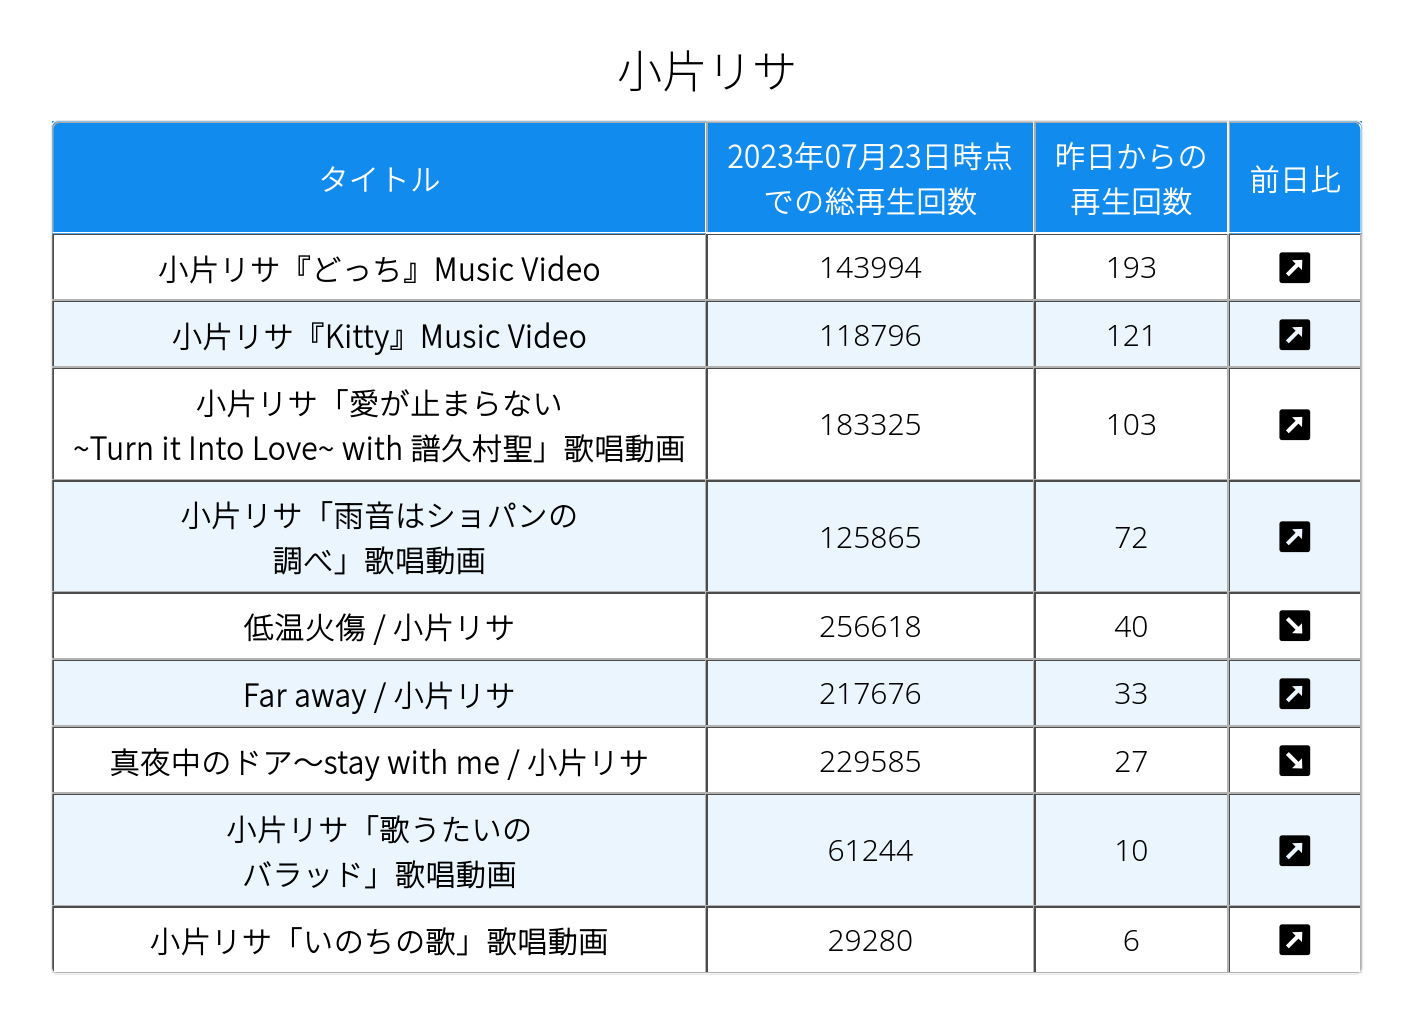 小片リサ
タイトル
2023年07月23日時点
での総再生回数
昨日からの
再生回数
前日比
小片リサ『どっち』Music Video
143994
193
小片リサ『Kitty』Music Video
118796
121
小片リサ「愛が止まらない
~Turn it Into Love~ with 譜久村聖」歌唱動画
183325
103
小片リサ「雨音はショパンの
調べ」歌唱動画
125865
72
低温火傷 / 小片リサ
256618
40
Far away / 小片リサ
217676
33
真夜中のドア〜stay with me / 小片リサ
229585
27
小片リサ「歌うたいの
バラッド」歌唱動画
61244
10
小片リサ「いのちの歌」歌唱動画
29280
6